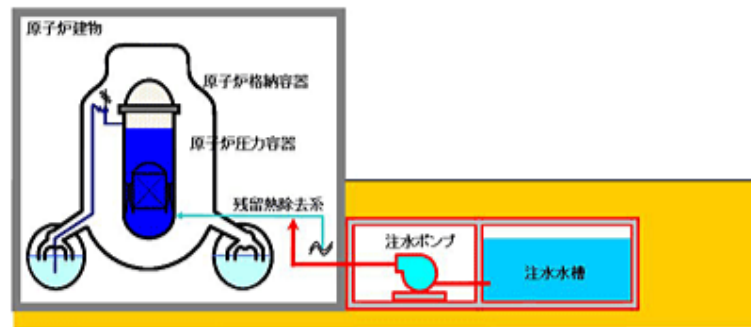 原子炉建物
原子炉格納容器
原子炉圧力容器
残留熱除去系
注水ポンプ
注水水槽